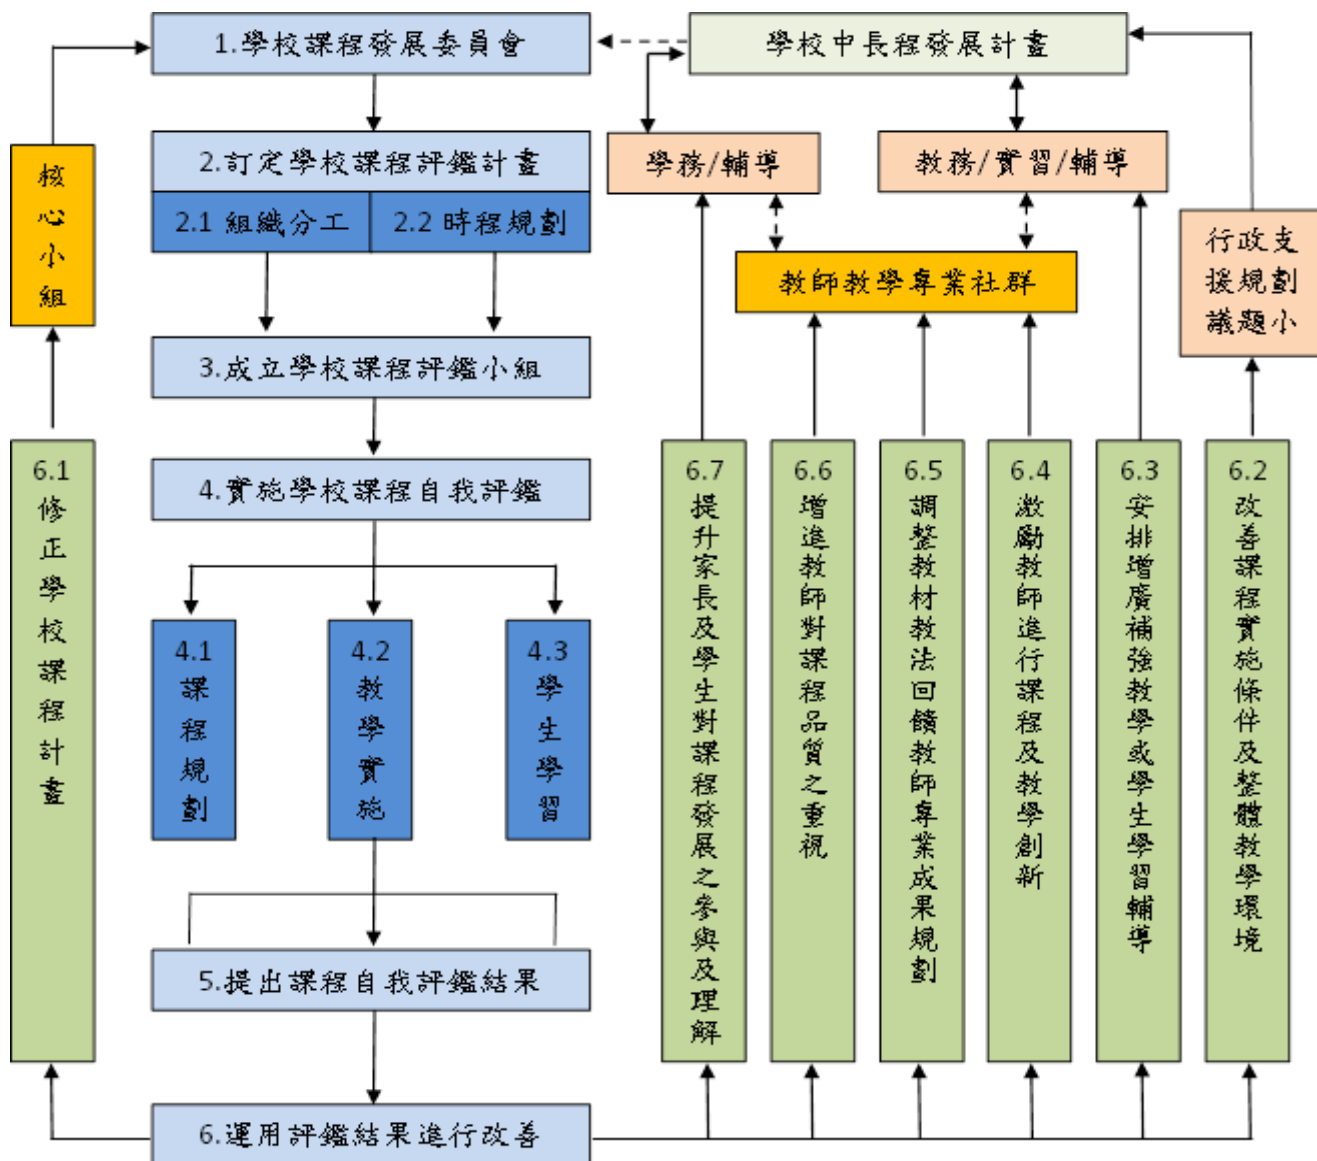 1.學校課程發展委員會
學校中長程發展計畫
2.訂定學校課程評鑑計畫
2.1 組織分工
2.2 時程規劃
學務/輔導
教務/實習/輔導
核心小組
教師教學專業社群
行政支
援規劃
議題小
3.成立學校課程評鑑小組
4.實施學校課程自我評鑑
4.1
課程規劃
4.2
教學實施
4.3
學生學習
5.提出課程自我評鑑結果
6.運用評鑑結果進行改善
6.1
修正學校課程計畫
6.7
提升家長及學生對課程發展之參與及理解
6.6
增進教師對課程品質之重視
6.5
調整教材教法回饋教師專業成果規劃
6.4
激勵教師進行課程及教學創新
6.3
安排增廣補強教學或學生學習輔導
6.2
改善課程實施條件及整體教學環境